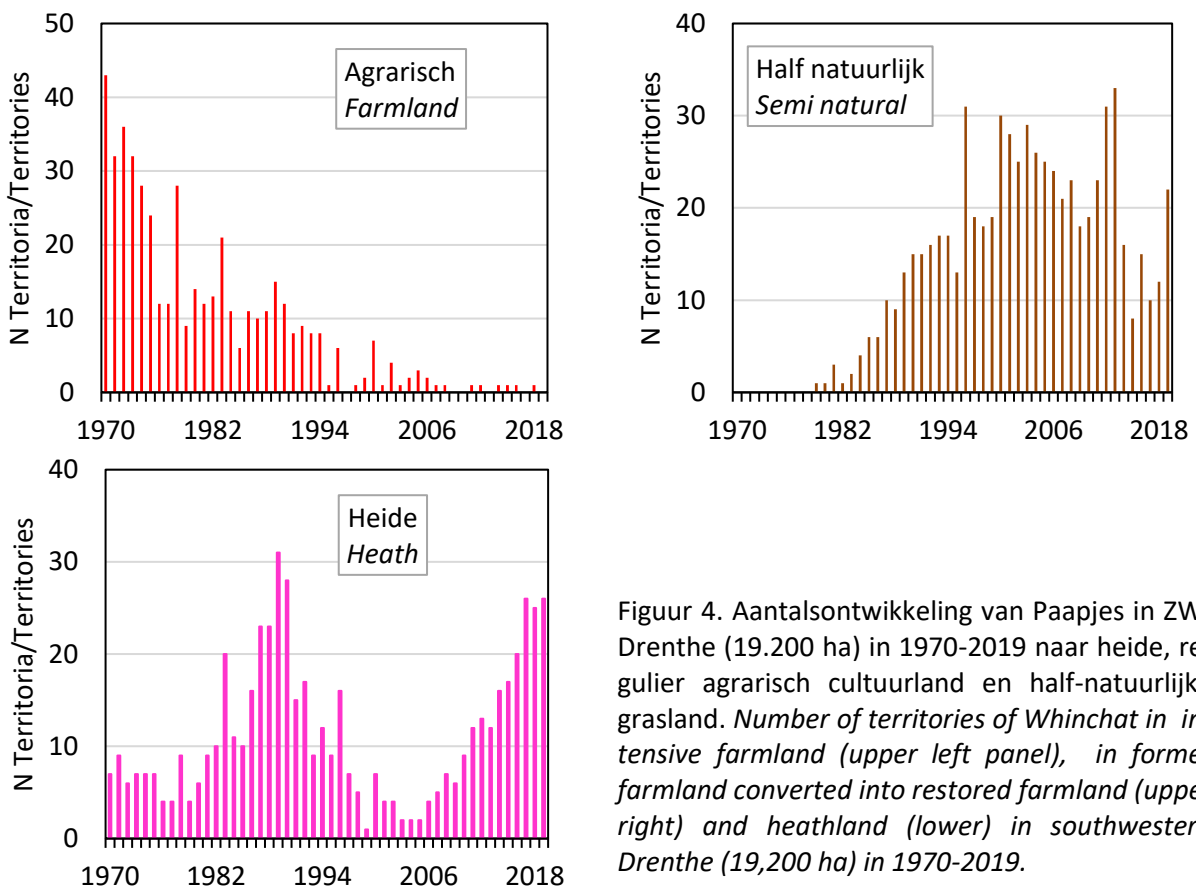 50
40
30
20
10
0
N Territoria/Territories
Agrarisch
Farmland
1970 1982 1994 2006 2018
40
30
20
10
0
N Territoria/Territories
Half natuurlijk
Semi natural
1970 1982 1994 2006 2018
40
30
20
10
0
N Territoria/Territories
Heide
Heath
1970 1982 1994 2006 2018
Figuur 4. Aantalsontwikkeling van Paapjes in ZW
Drenthe (19.200 ha) in 1970-2019 naar heide, re
gulier agrarisch cultuurland en half-natuurlijk
grasland. Number of territories of Whinchat in in
tensive farmland (upper left panel), in forme
farmland converted into restored farmland (uppe
right) and heathland (lower) in southwester
Drenthe (19,200 ha) in 1970-2019.